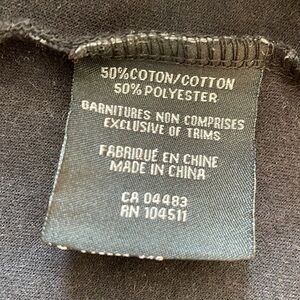 50%COTON/COTTON
50% POLYESTER
GARNITURES NON COMPRISES
EXCLUSIVE OF TRIMS
FABRIQUÉ EN CHINE
MADE IN CHINA
CA 04483
RN 104511